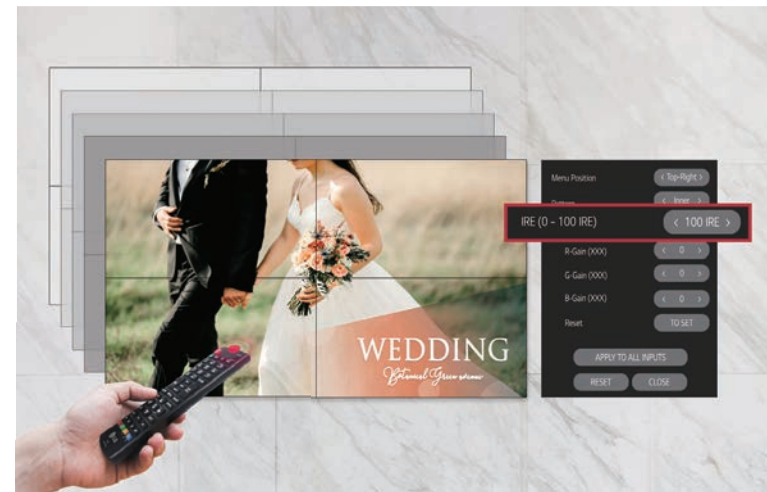 WEDDING
Menu Position
< Top-Right >
< Inner >
IRE (0 ~ 100 IRE)
< 100 IRE >
R-Gain (XXX)
< 0 >
G-Gain (XXX)
< 0 >
B-Gain (XXX)
< 0 >
Reset
TO SET
APPLY TO ALL INPUTS
RESET
CLOSE